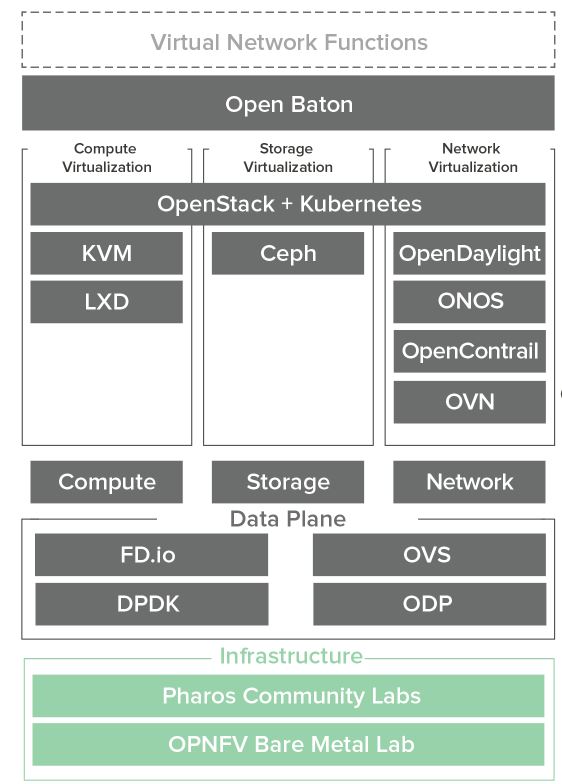 Virtual Network Functions
Open Baton
Compute
Virtualization
Storage
Virtualization
Network
Virtualization
OpenStack + Kubernetes
KVM
Ceph
OpenDaylight
LXD
ONOS
OpenContrail
OVN
Compute
Storage
Network
Data Plane
FD.io
OVS
DPDK
ODP
Infrastructure
Pharos Community Labs
OPNFV Bare Metal Lab